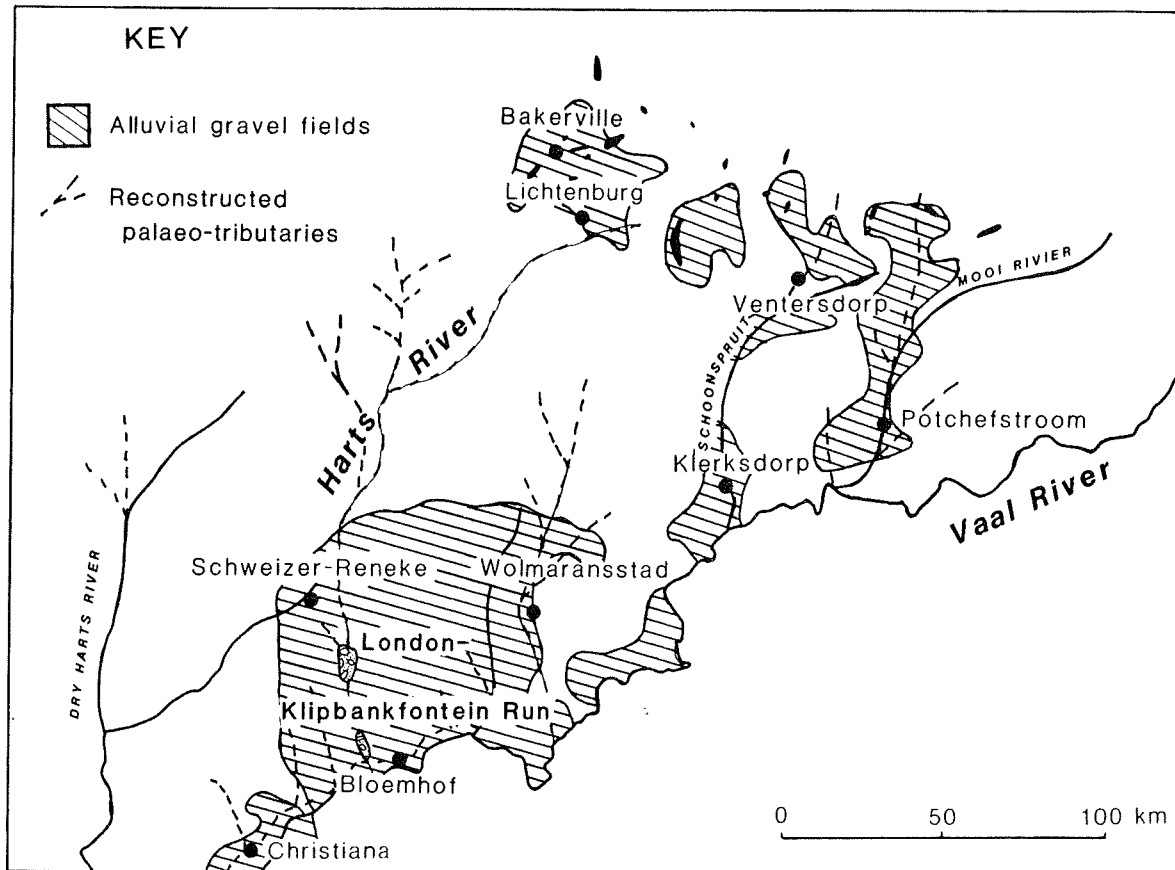 KEY
Alluvial gravel fields
Reconstructed
palaeo-tributaries
Bakerville
Lichtenburg
Ventersdorp
MOOI RIVIER
Harts River
SCHOONSPRUIT
Potchefstroom
Klerksdorp
Vaal River
DRY HARTS RIVER
Schweizer-Reneke
Wolmaransstad
London-
Klipbankfontein Run
Bloemhof
Christiana
0 50 100 km